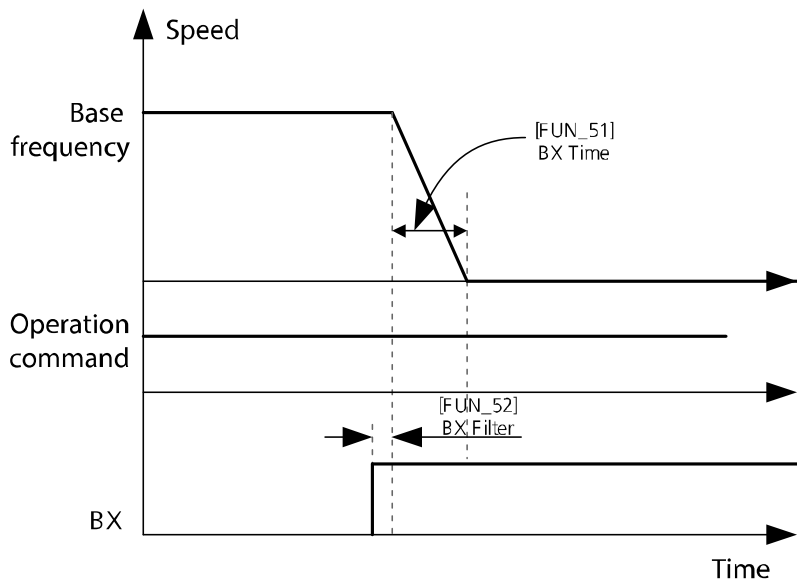 Speed
Base
frequency
[FUN_51]
BX Time
Operation
command
[FUN_52]
BX Filter
BX
Time